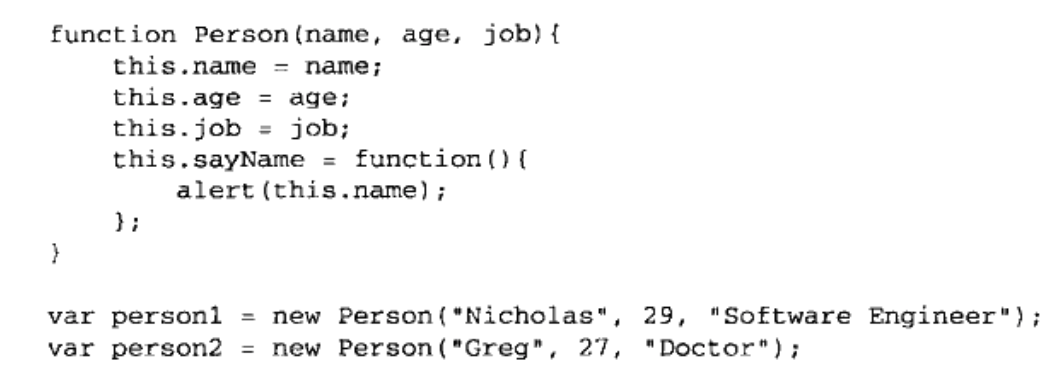 function Person(name, age, job){
    this.name = name;
    this.age = age;
    this.job = job;
    this.sayName = function(){
        alert(this.name);
    };
}

var person1 = new Person("Nicholas", 29, "Software Engineer");
var person2 = new Person("Greg", 27, "Doctor");